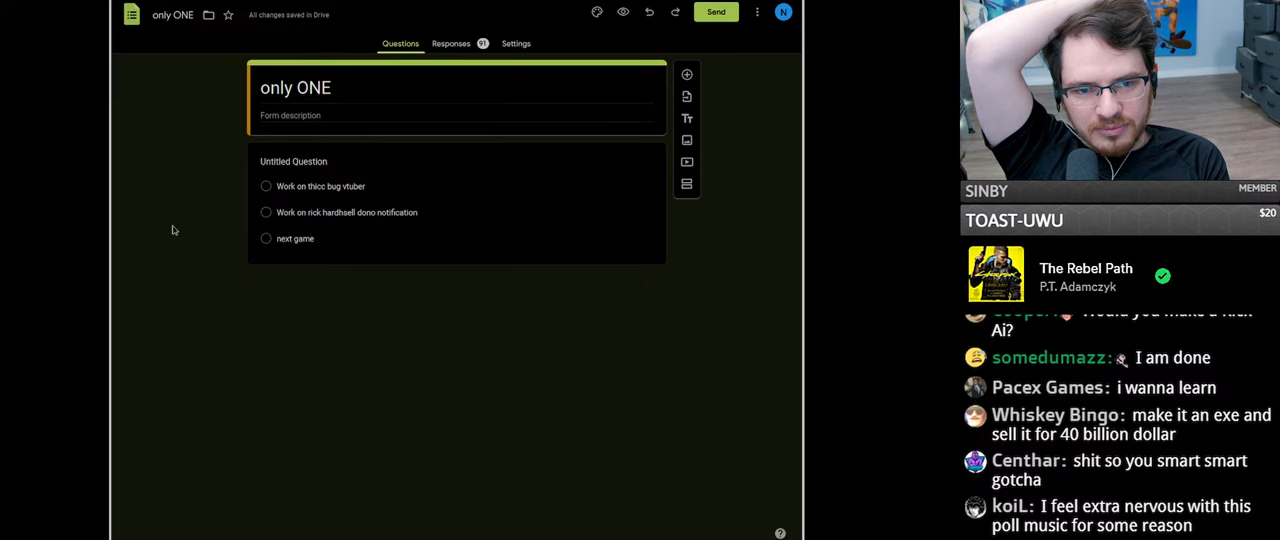 only ONE
All changes saved in Drive
Send
N
Questions
Responses
91
Settings
only ONE
Form description
Untitled Question
Work on thicc bug vtuber
Work on rick hardhsell dono notification
next game
SINBY
MEMBER
TOAST-UWU
$20
The Rebel Path
P.T. Adamczyk
Ai?
somedumazz: I am done
Pacex Games: i wanna learn
Whiskey Bingo: make it an exe and
sell it for 40 billion dollar
Centhar: shit so you smart smart
gotcha
koiL: I feel extra nervous with this
poll music for some reason